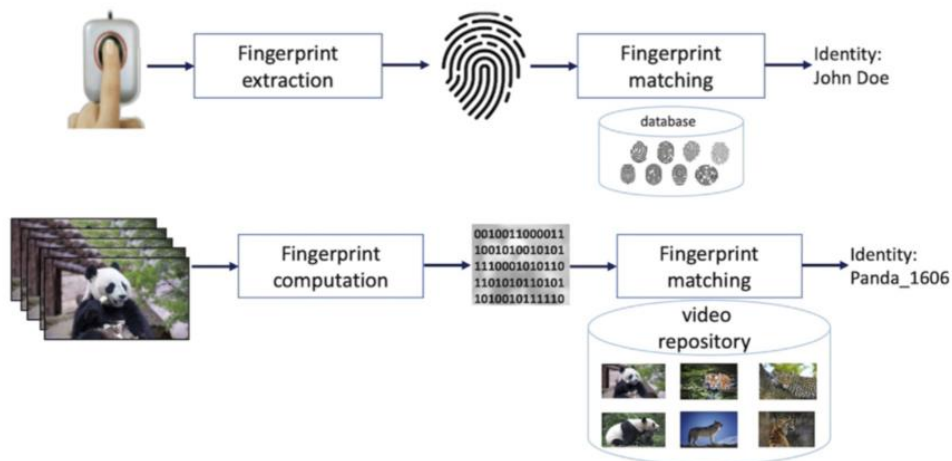 Fingerprint
extraction
Fingerprint
matching
Identity:
John Doe
database
Fingerprint
computation
0010011000011
1001010010101
1110001010110
1101010110101
1010010111110
Fingerprint
matching
Identity:
Panda_1606
video
repository